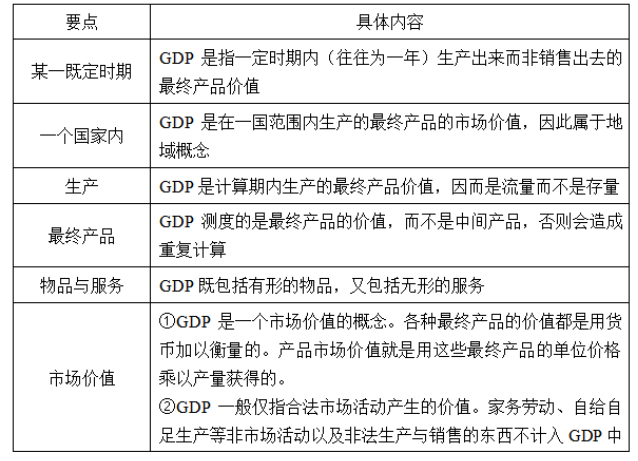 要点 具体内容
某一既定时期
GDP 是指一定时期内（往往为一年）生产出来而非销售出去的
最终产品价值
一个国家内
GDP 是在一国范围内生产的最终产品的市场价值，因此属于地
域概念
生产 GDP 是计算期内生产的最终产品价值，因而是流量而不是存量
最终产品
GDP 测度的是最终产品的价值，而不是中间产品，否则会造成
重复计算
物品与服务 GDP 既包括有形的物品，又包括无形的服务
市场价值
①GDP 是一个市场价值的概念。各种最终产品的价值都是用货
币加以衡量的。产品市场价值就是用这些最终产品的单位价格
乘以产量获得的。
②GDP 一般仅指合法市场活动产生的价值。家务劳动、自给自
足生产等非市场活动以及非法生产与销售的东西不计入 GDP 中